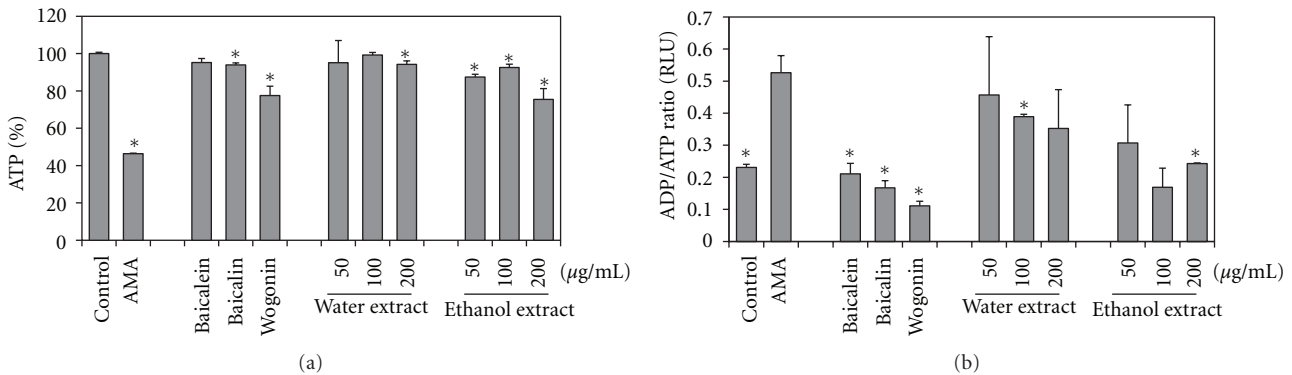 120
100
80
60
40
20
0
ATP (%)
* * * * * * * *
Control
AMA
Baicalein
Baicalin
Wogonin
50
100
200
50
100
200
(μg/mL)
Water extract
Ethanol extract
(a)
0.7
0.6
0.5
0.4
0.3
0.2
0.1
0
ADP/ATP ratio (RLU)
* * * * * *
Control
AMA
Baicalein
Baicalin
Wogonin
50
100
200
50
100
200
(μg/mL)
Water extract
Ethanol extract
(b)